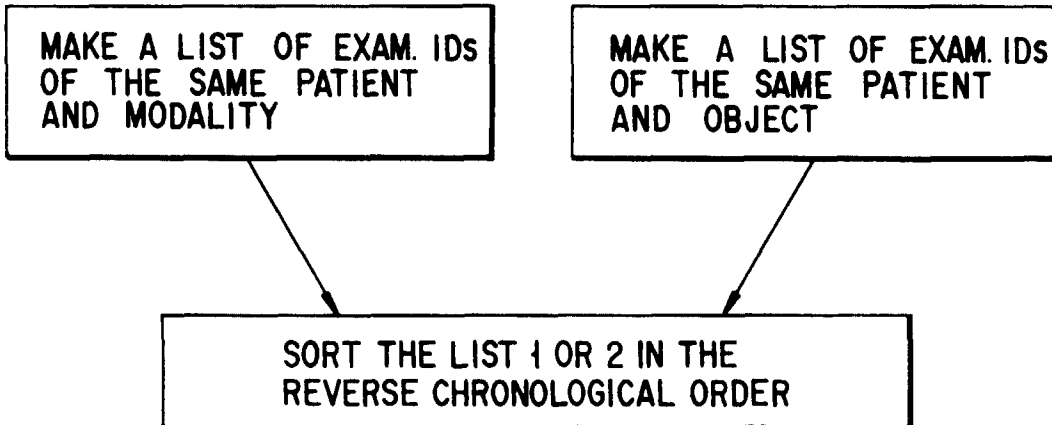 MAKE A LIST OF EXAM. IDs
OF THE SAME PATIENT
AND MODALITY
MAKE A LIST OF EXAM. IDs
OF THE SAME PATIENT
AND OBJECT
SORT THE LIST 1 OR 2 IN THE
REVERSE CHRONOLOGICAL ORDER